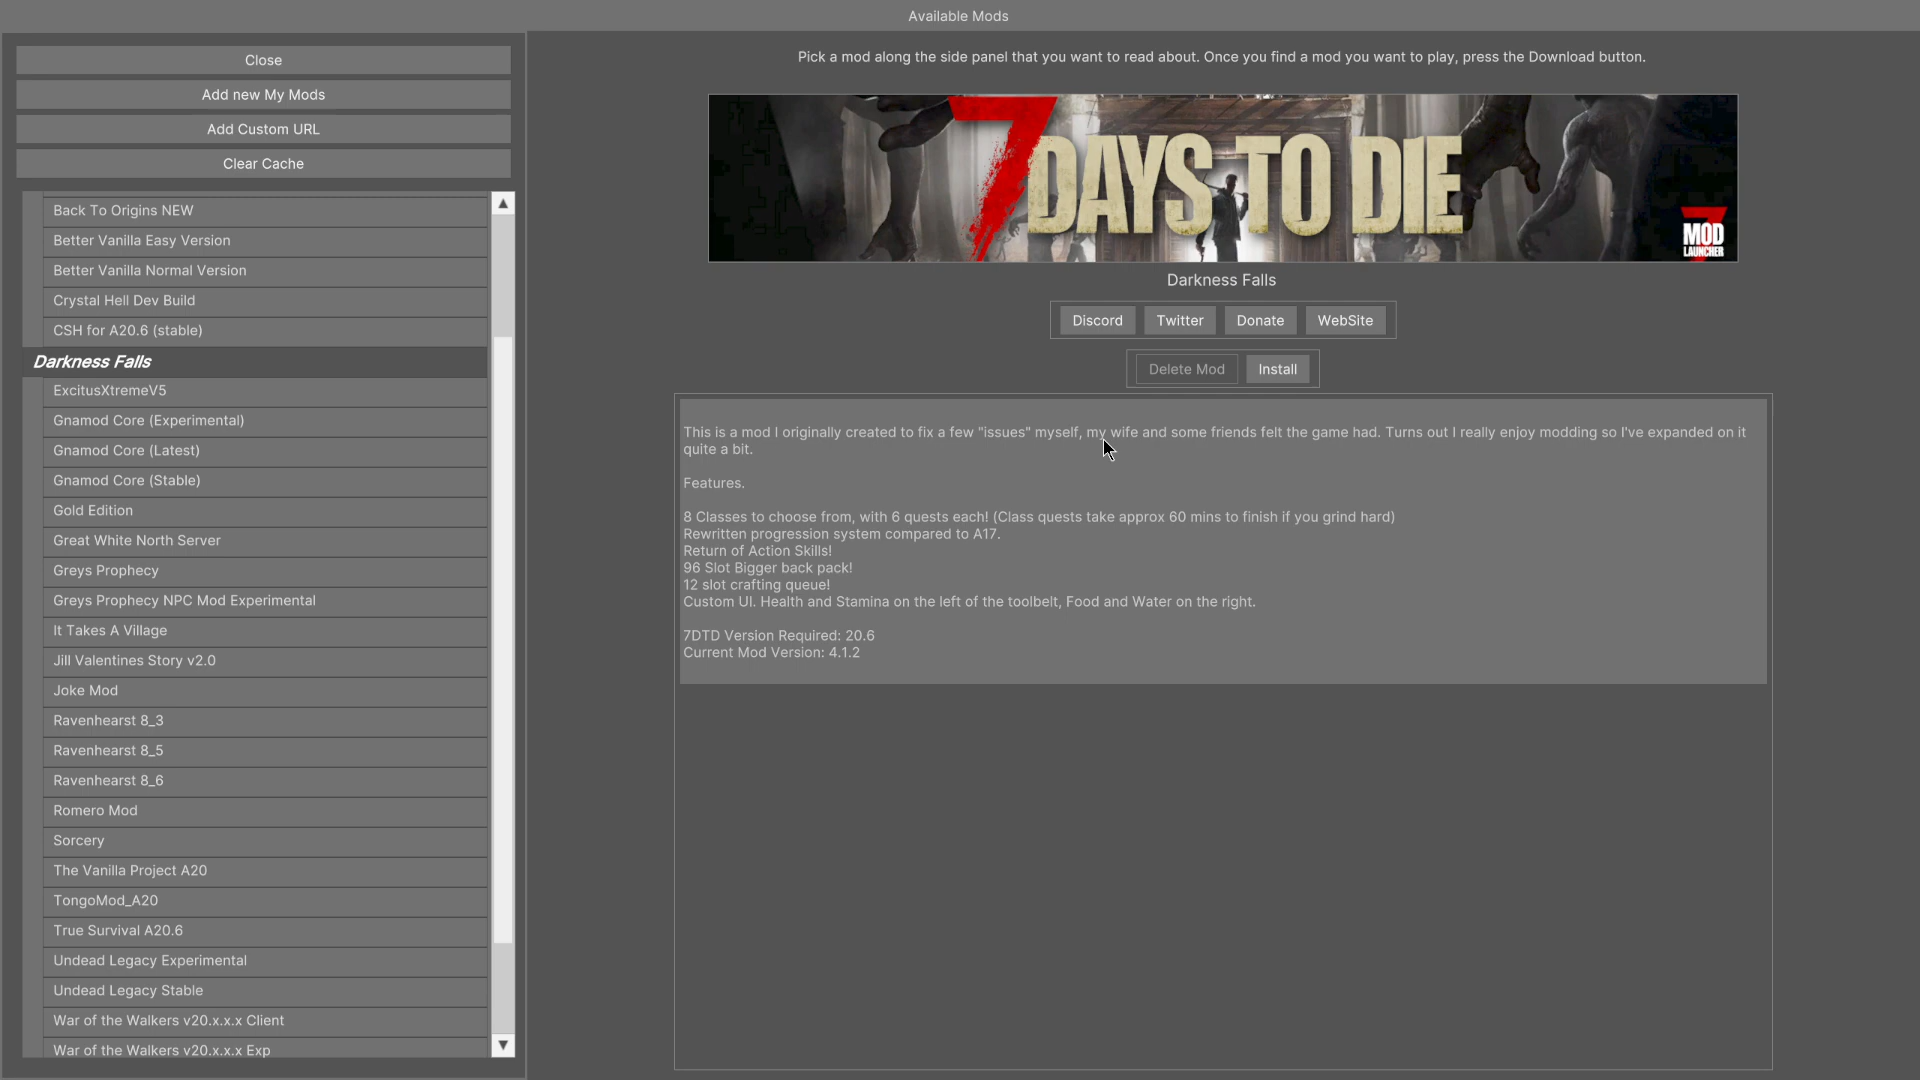 Available Mods
Close
Add new My Mods
Add Custom URL
Clear Cache
Back To Origins NEW
Better Vanilla Easy Version
Better Vanilla Normal Version
Crystal Hell Dev Build
CSH for A20.6 (stable)
Darkness Falls
ExcitusXtremeV5
Gnamod Core (Experimental)
Gnamod Core (Latest)
Gnamod Core (Stable)
Gold Edition
Great White North Server
Greys Prophecy
Greys Prophecy NPC Mod Experimental
It Takes A Village
Jill Valentines Story v2.0
Joke Mod
Ravenhearst 8_3
Ravenhearst 8_5
Ravenhearst 8_6
Romero Mod
Sorcery
The Vanilla Project A20
TongoMod_A20
True Survival A20.6
Undead Legacy Experimental
Undead Legacy Stable
War of the Walkers v20.x.x.x Client
War of the Walkers v20.x.x.x Exp
Pick a mod along the side panel that you want to read about. Once you find a mod you want to play, press the Download button.
7 DAYS TO DIE
7
MOD
LAUNCHER
Darkness Falls
Discord Twitter Donate WebSite
Delete Mod Install
This is a mod I originally created to fix a few "issues" myself, my wife and some friends felt the game had. Turns out I really enjoy modding so I've expanded on it
quite a bit.
Features.
8 Classes to choose from, with 6 quests each! (Class quests take approx 60 mins to finish if you grind hard)
Rewritten progression system compared to A17.
Return of Action Skills!
96 Slot Bigger back pack!
12 slot crafting queue!
Custom UI. Health and Stamina on the left of the toolbelt, Food and Water on the right.
7DTD Version Required: 20.6
Current Mod Version: 4.1.2